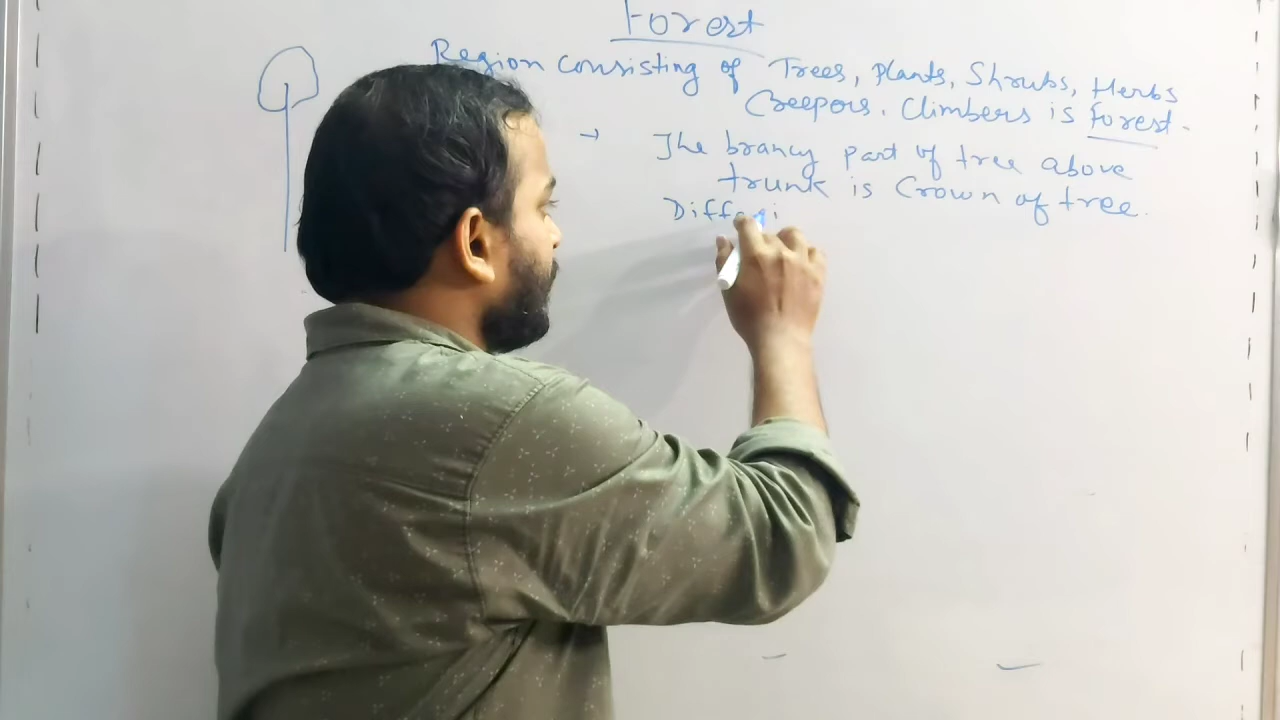 Forest
Region consisting of Trees, Plants, Shrubs, Herbs
Creepors. Climbers is forest.
→ The brancy part of tree above
trunk is Crown of tree.